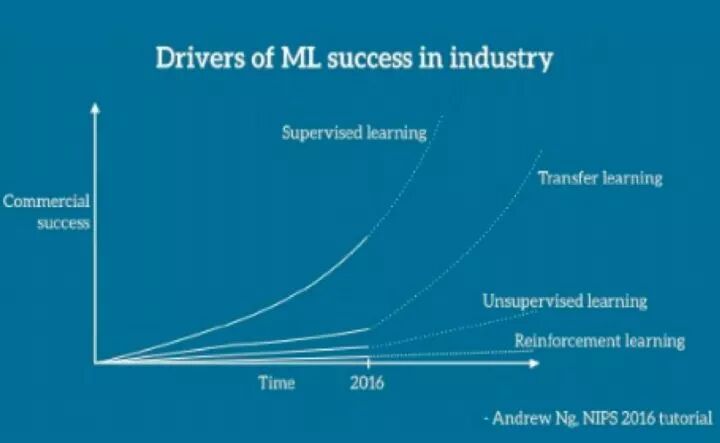 Drivers of ML success in industry
Supervised learning
Transfer learning
Commercial
success
Unsupervised learning
Reinforcement learning
Time
2016
- Andrew Ng, NIPS 2016 tutorial